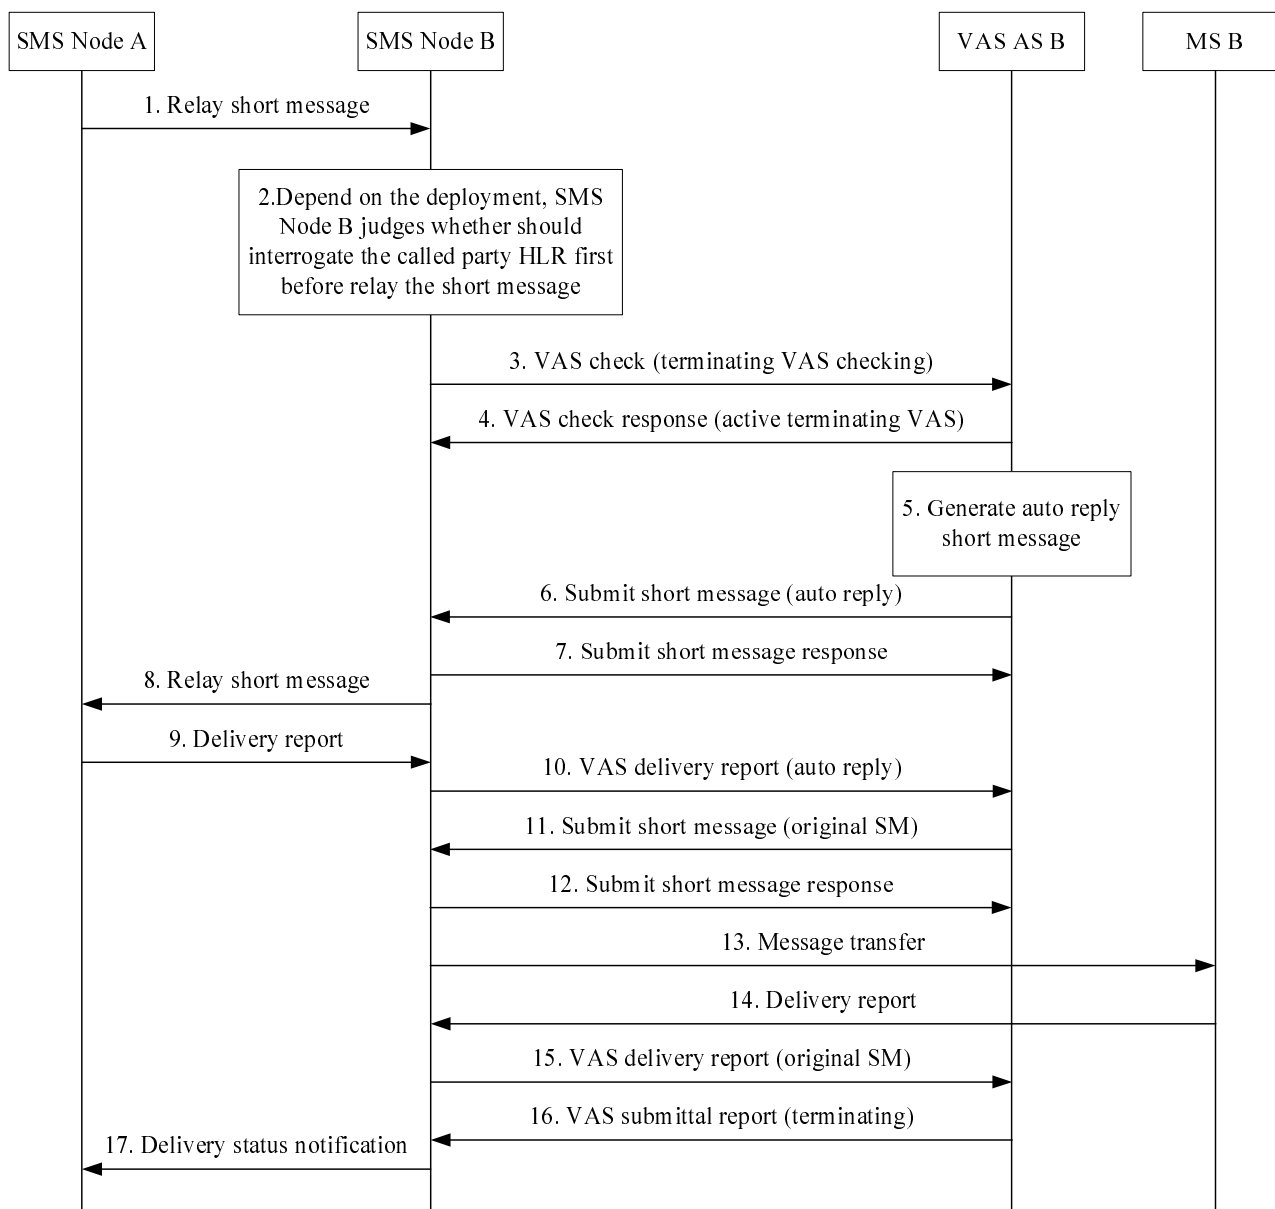 SMS Node A
SMS Node B
VAS AS B
MS B
1. Relay short message
2.Depend on the deployment, SMS
Node B judges whether should
interrogate the called party HLR first
before relay the short message
3. VAS check (terminating VAS checking)
4. VAS check response (active terminating VAS)
5. Generate auto reply
short message
6. Submit short message (auto reply)
7. Submit short message response
8. Relay short message
9. Delivery report
10. VAS delivery report (auto reply)
11. Submit short message (original SM)
12. Submit short message response
13. Message transfer
14. Delivery report
15. VAS delivery report (original SM)
16. VAS submittal report (terminating)
17. Delivery status notification